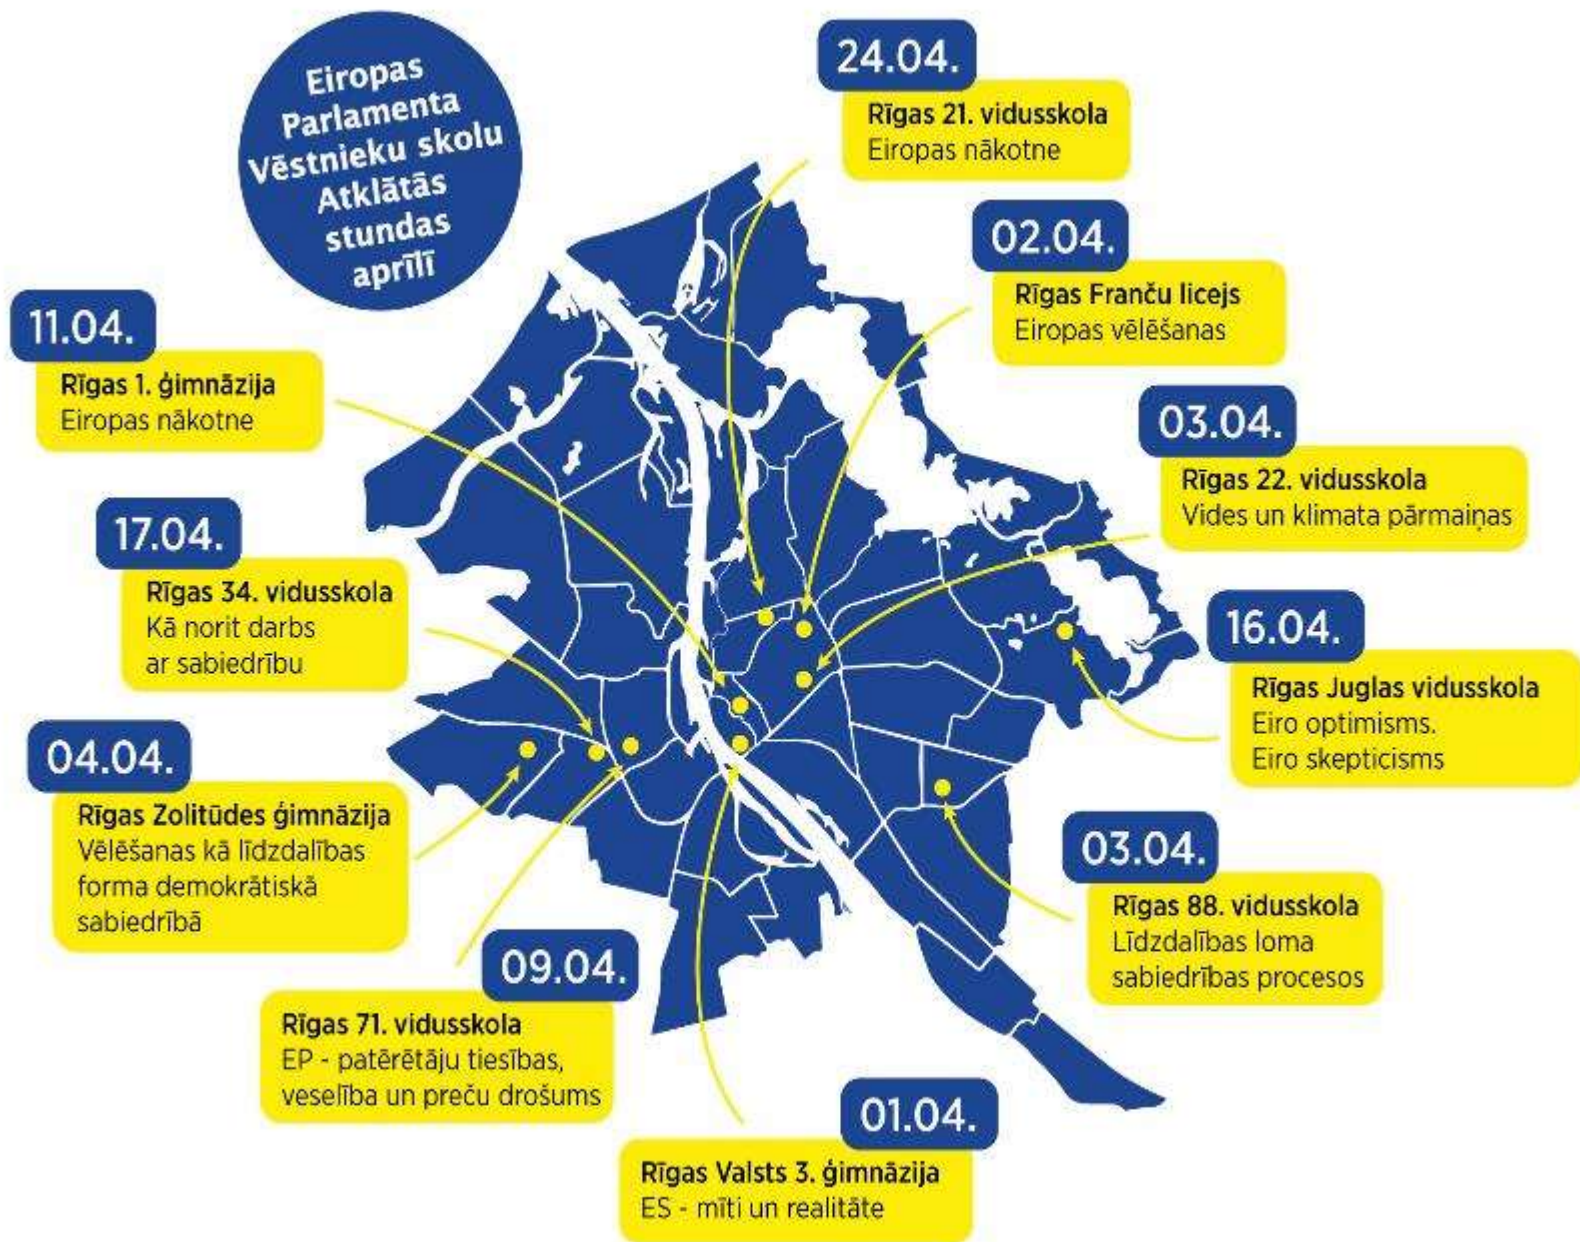 Eiropas
Parlamenta
Vēstnieku skolu
Atklātās
stundas
aprīlī
24.04.
Rīgas 21. vidusskola
Eiropas nākotne
02.04.
Rīgas Franču licejs
Eiropas vēlēšanas
11.04.
Rīgas 1. ģimnāzija
Eiropas nākotne
03.04.
Rīgas 22. vidusskola
Vides un klimata pārmaiņas
17.04.
Rīgas 34. vidusskola
Kā norit darbs
ar sabiedrību
16.04.
Rīgas Juglas vidusskola
Eiro optimisms.
Eiro skepticisms
04.04.
Rīgas Zolitūdes ģimnāzija
Vēlēšanas kā līdzdalības
forma demokrātiskā
sabiedrībā
03.04.
Rīgas 88. vidusskola
Līdzdalības loma
sabiedrības procesos
09.04.
Rīgas 71. vidusskola
EP - patērētāju tiesības,
veselība un preču drošums
01.04.
Rīgas Valsts 3. ģimnāzija
ES - mīti un realitāte